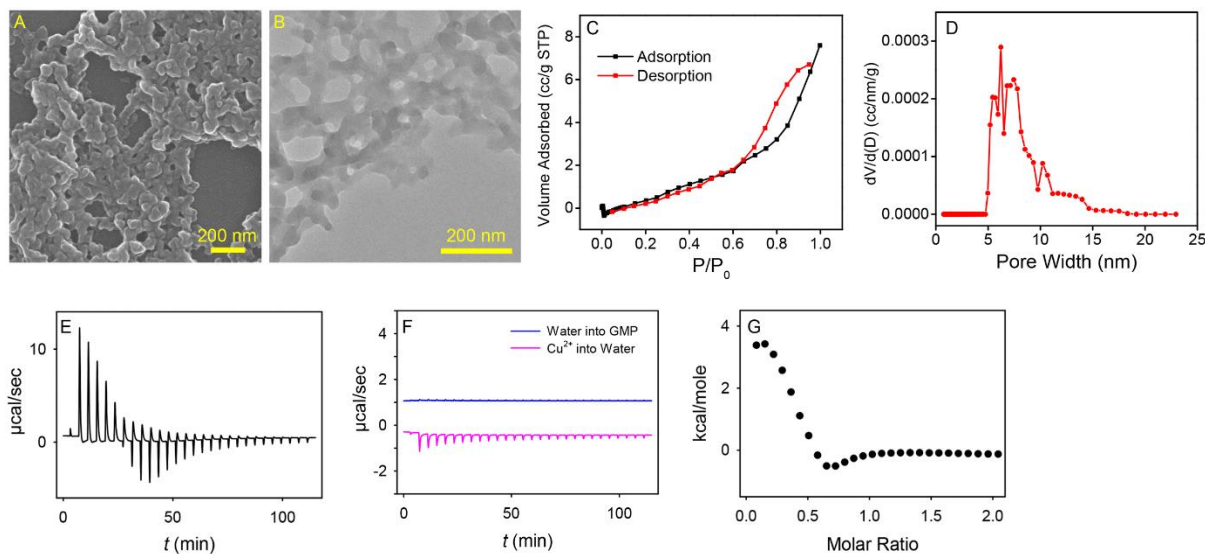 A
200 nm
B
200 nm
C
Adsorption
Desorption
Volume Adsorbed (cc/g STP)
8
6
4
2
0
0.0 0.2 0.4 0.6 0.8 1.0
P/P₀
D
dV/d(D) (cc/nm/g)
0.0003
0.0002
0.0001
0.0000
0 5 10 15 20 25
Pore Width (nm)
E
µcal/sec
10
0
0 50 100
t (min)
F
Water into GMP
Cu²⁺ into Water
µcal/sec
4
2
0
-2
0 50 100
t (min)
G
kcal/mole
4
2
0
0.0 0.5 1.0 1.5 2.0
Molar Ratio